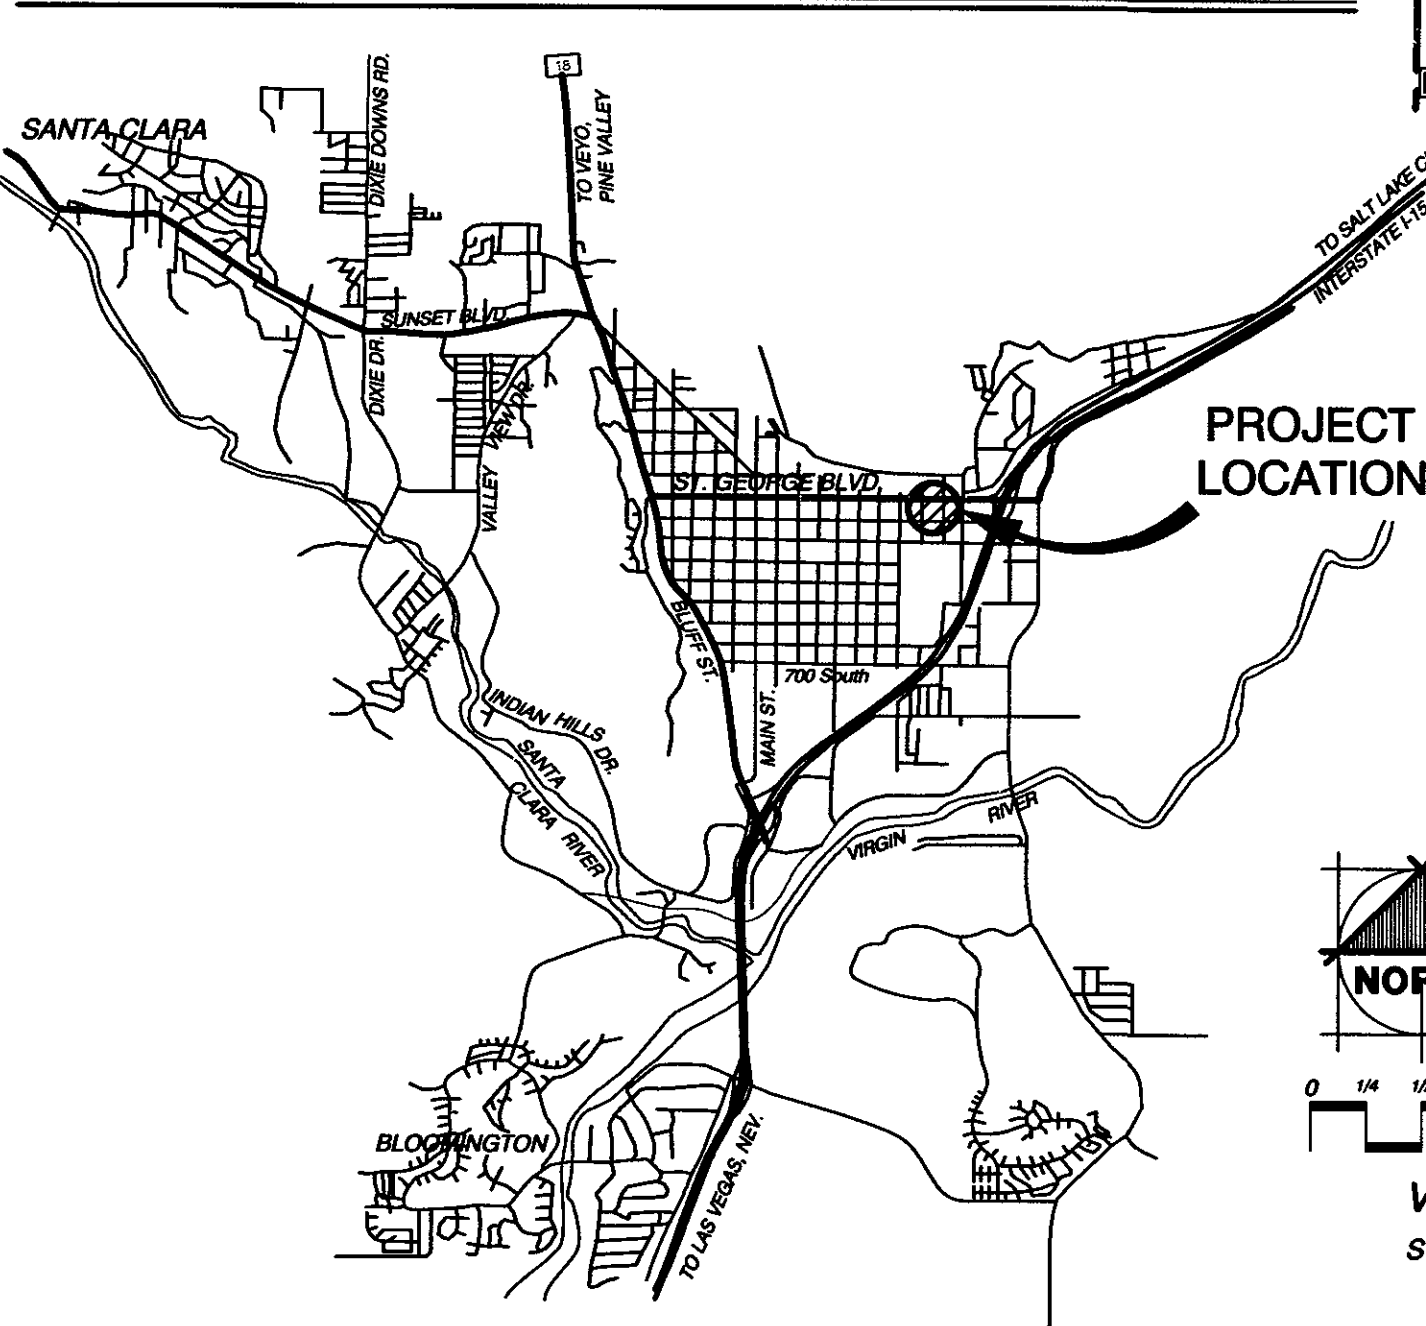 18
SANTA CLARA
DIXIE DOWNS RD.
TO VEYO,
PINE VALLEY
TO SALT LAKE
INTERSTATE I-15
SUNSET BLVD.
DIXIE DR.
VALLEY VIEW DR.
PROJECT
LOCATION
ST. GEORGE BLVD.
BLUFF ST.
700 South
MAIN ST.
INDIAN HILLS DR.
SANTA
CLARA RIVER
VIRGIN RIVER
0 1/4
BLOOMINGTON
TO LAS VEGAS, NEV.